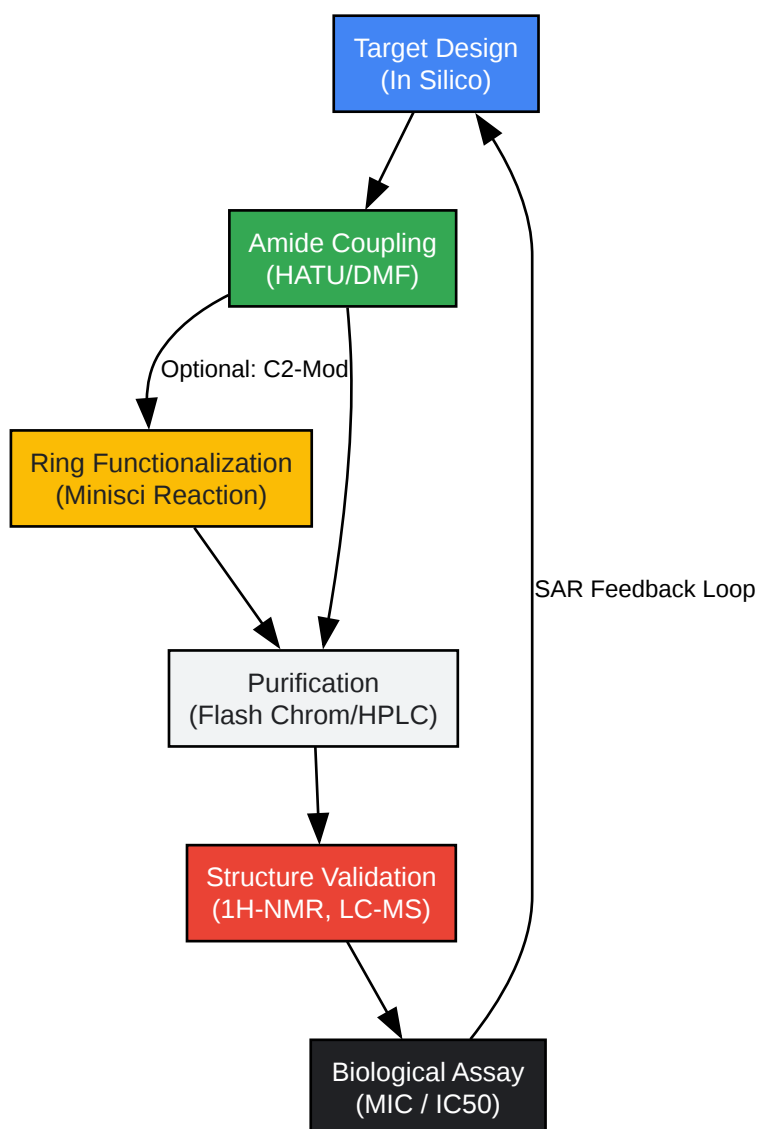 Target Design
(In Silico)
Amide Coupling
(HATU/DMF)
Optional: C2-Mod
Ring Functionalization
(Minisci Reaction)
SAR Feedback Loop
Purification
(Flash Chrom/HPLC)
Structure Validation
(1H-NMR, LC-MS)
Biological Assay
(MIC / IC50)